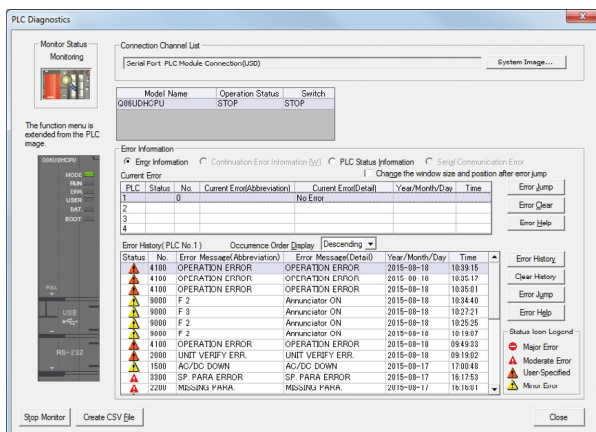 PLC Diagnostics
Monitor Status
Monitoring
The function menu is
extended from the PLC
image.
Q06UDHCPU
MODE
RUN
ERR.
USER
BAT.
BOOT
PULL
USB
RS-232
Connection Channel List
Serial Port PLC Module Connection(USB)
System Image...
Model Name Operation Status Switch
Q06UDHCPU STOP STOP
Error Information
Error Information Continuation Error Information (W) PLC Status Information Serial Communication Error
Current Error Change the window size and position after error jump
PLC Status No. Current Error(Abbreviation) Current Error(Detail) Year/Month/Day Time
1 0 No Error
2
3
4
Error Jump
Error Clear
Error Help
Error History( PLC No.1 ) Occurrence Order Display Descending
Status No. Error Message(Abbreviation) Error Message(Detail) Year/Month/Day Time
4100 OPERATION ERROR OPERATION ERROR 2015-08-18 10:39:15
4100 OPERATION ERROR OPERATION ERROR 2015-08-18 10:35:17
4100 OPERATION ERROR OPERATION ERROR 2015-08-18 10:35:01
9000 F 2 Annunciator ON 2015-08-18 10:34:40
9000 F 3 Annunciator ON 2015-08-18 10:27:21
9000 F 2 Annunciator ON 2015-08-18 10:25:25
9000 F 2 Annunciator ON 2015-08-18 10:19:07
4100 OPERATION ERROR OPERATION ERROR 2015-08-18 09:49:33
2000 UNIT VERIFY ERR. UNIT VERIFY ERR. 2015-08-18 09:19:02
1500 AC/DC DOWN AC/DC DOWN 2015-08-17 17:00:48
3300 SP. PARA ERROR SP. PARA ERROR 2015-08-17 16:17:53
2200 MISSING PARA. MISSING PARA. 2015-08-17 16:16:01
Error History
Clear History
Error Jump
Error Help
Status Icon Legend
Major Error
Moderate Error
User-Specified
Minor Error
Stop Monitor
Create CSV File
Close